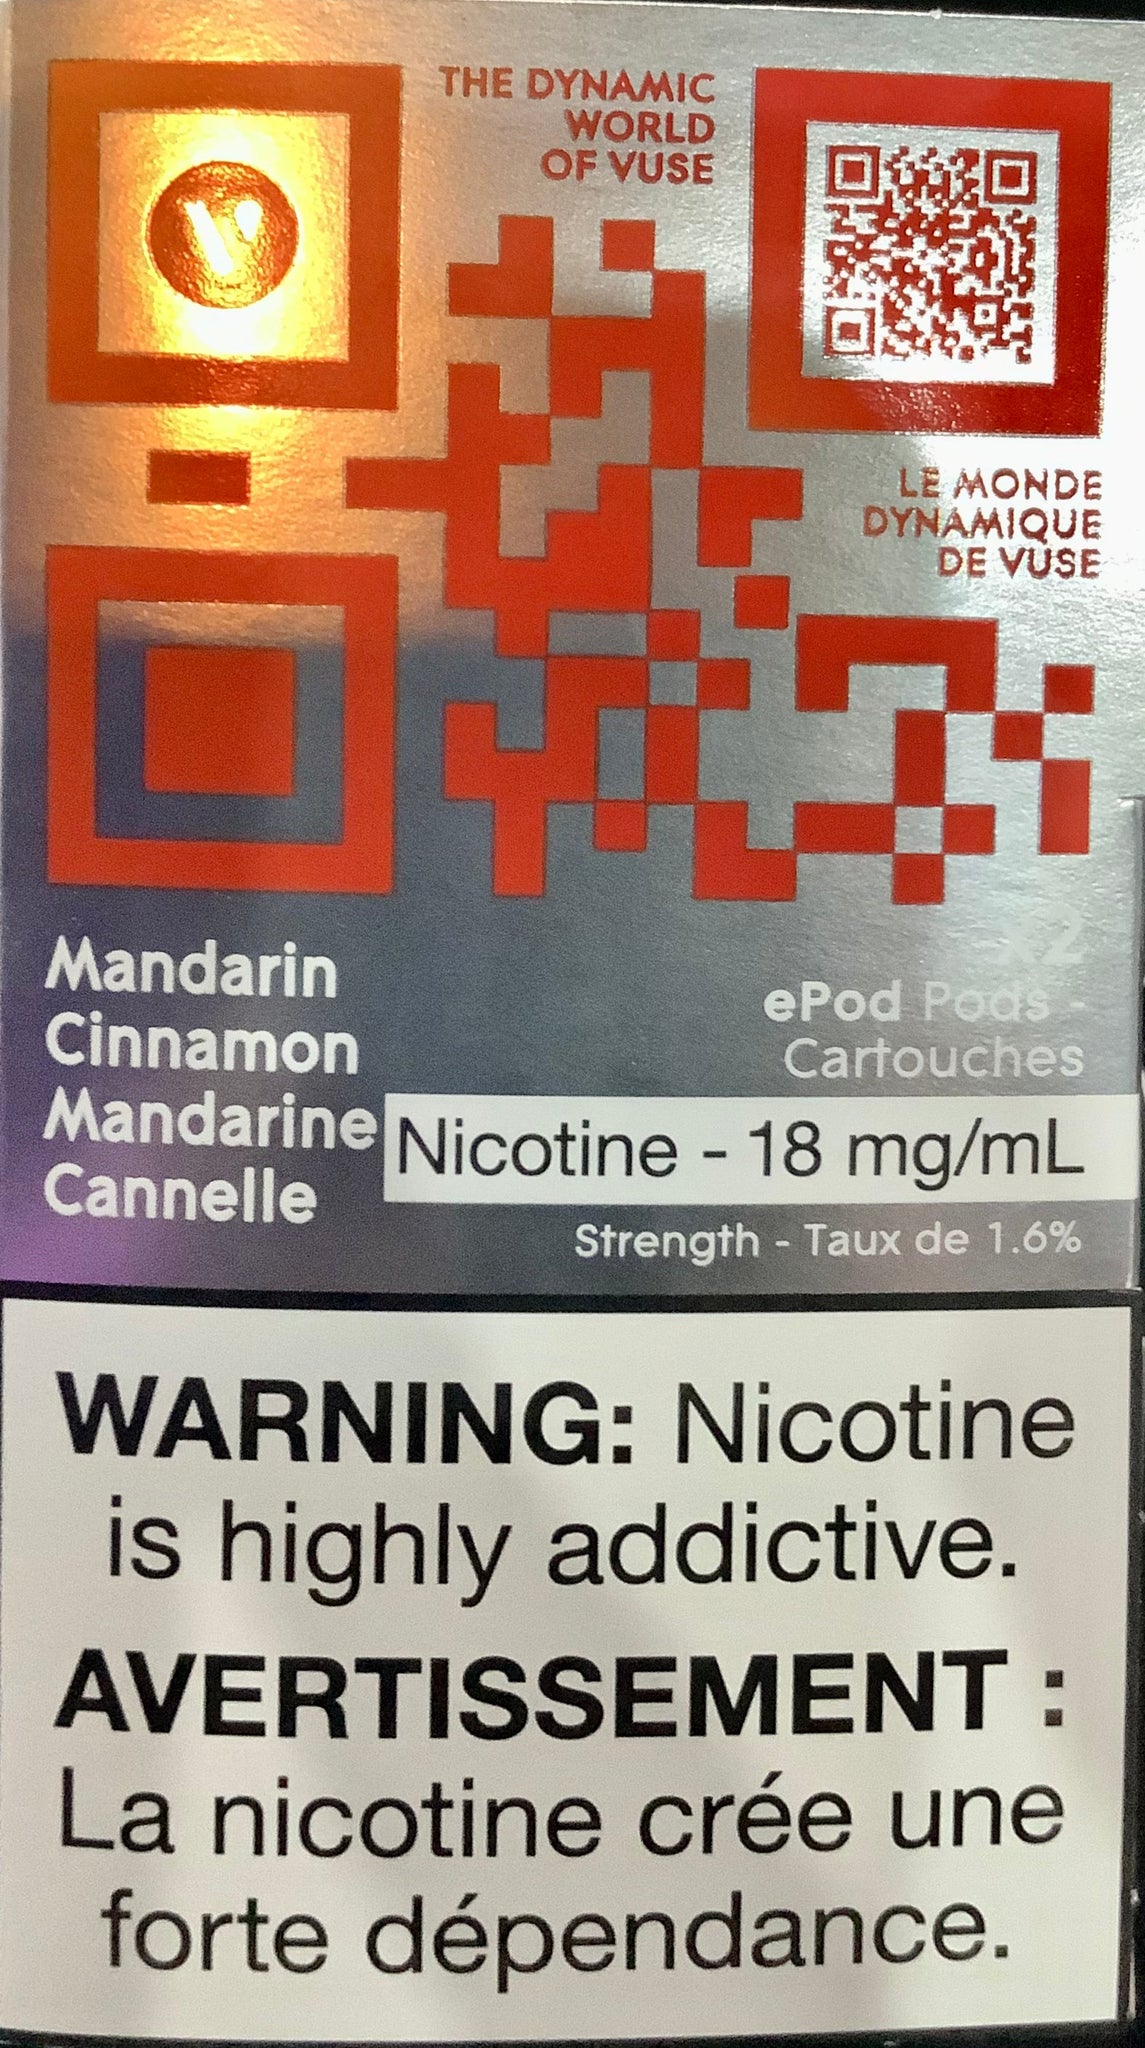 THE DYNAMIC
WORLD
OF VUSE
LE MONDE
DYNAMIQUE
DE VUSE
Mandarin
Cinnamon
Mandarine
Cannelle
x2
ePod Pods -
Cartouches
Nicotine - 18 mg/mL
Strength - Taux de 1.6%
WARNING: Nicotine
is highly addictive.
AVERTISSEMENT :
La nicotine crée une
forte dépendance.